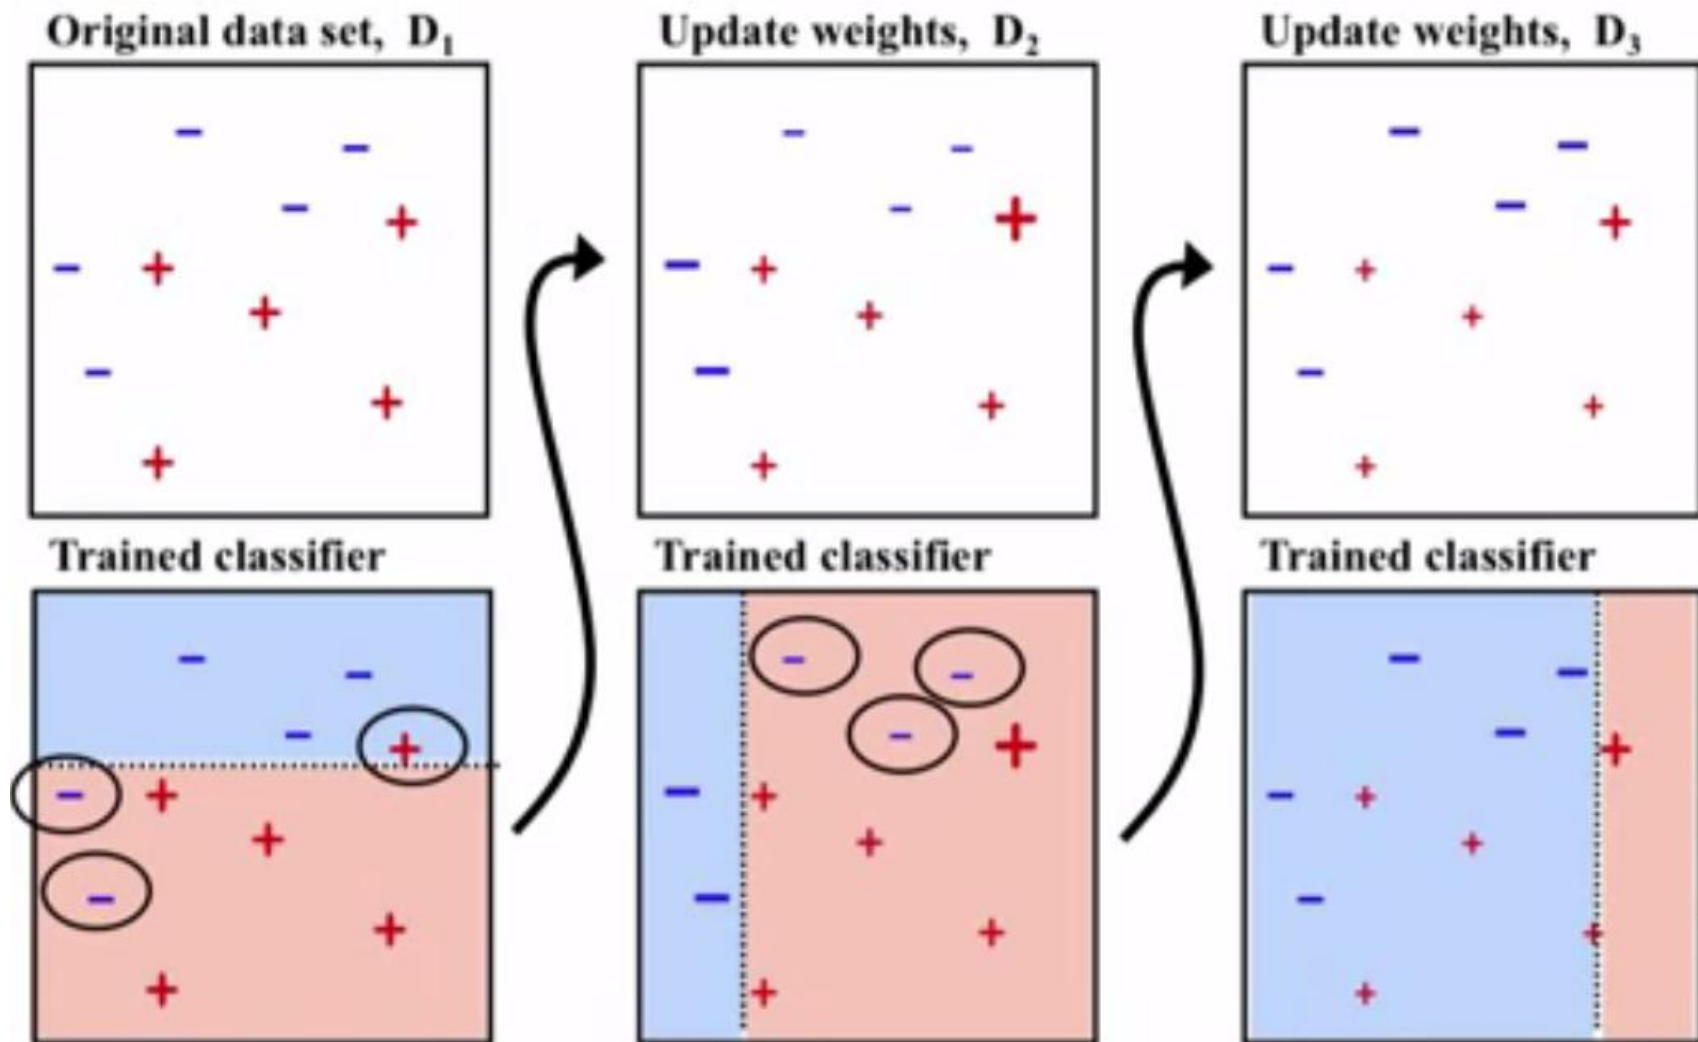 Original data set, D₁
Update weights, D₂
Update weights, D₃
Trained classifier
Trained classifier
Trained classifier